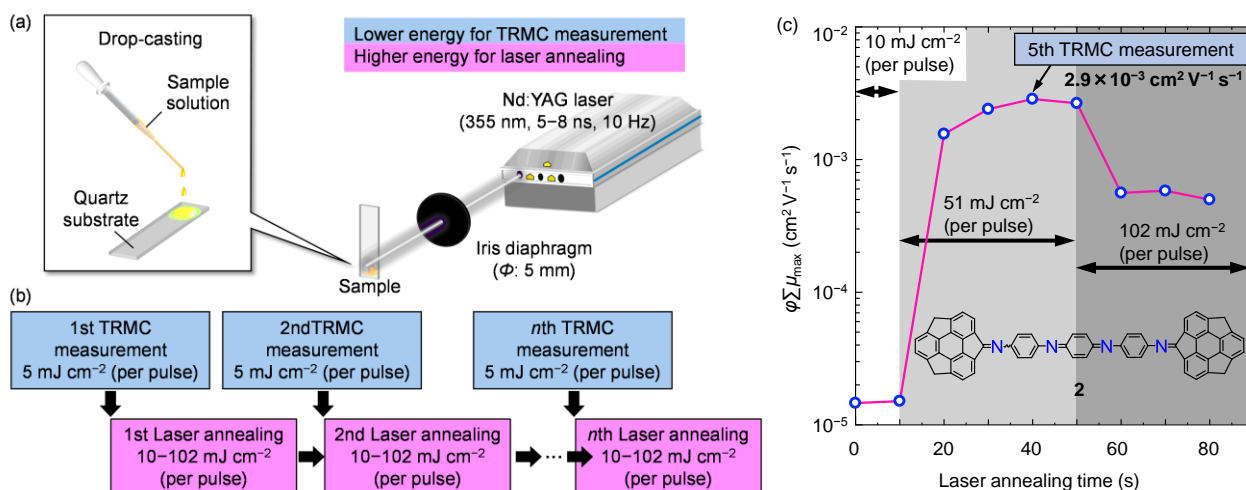 (a)
Drop-casting
Sample
solution
Quartz
substrate
Lower energy for TRMC measurement
Higher energy for laser annealing
Nd:YAG laser
(355 nm, 5–8 ns, 10 Hz)
Iris diaphragm
(Φ: 5 mm)
Sample
(b)
1st TRMC
measurement
5 mJ cm⁻² (per pulse)
2ndTRMC
measurement
5 mJ cm⁻² (per pulse)
nth TRMC
measurement
5 mJ cm⁻² (per pulse)
1st Laser annealing
10–102 mJ cm⁻²
(per pulse)
2nd Laser annealing
10–102 mJ cm⁻²
(per pulse)
...
nth Laser annealing
10–102 mJ cm⁻²
(per pulse)
(c)
10 mJ cm⁻²
(per pulse)
5th TRMC measurement
2.9 × 10⁻³ cm² V⁻¹ s⁻¹
51 mJ cm⁻²
(per pulse)
102 mJ cm⁻²
(per pulse)
N N N N
2
φ∑μmax (cm² V⁻¹ s⁻¹)
10⁻²
10⁻³
10⁻⁴
10⁻⁵
0 20 40 60 80
Laser annealing time (s)